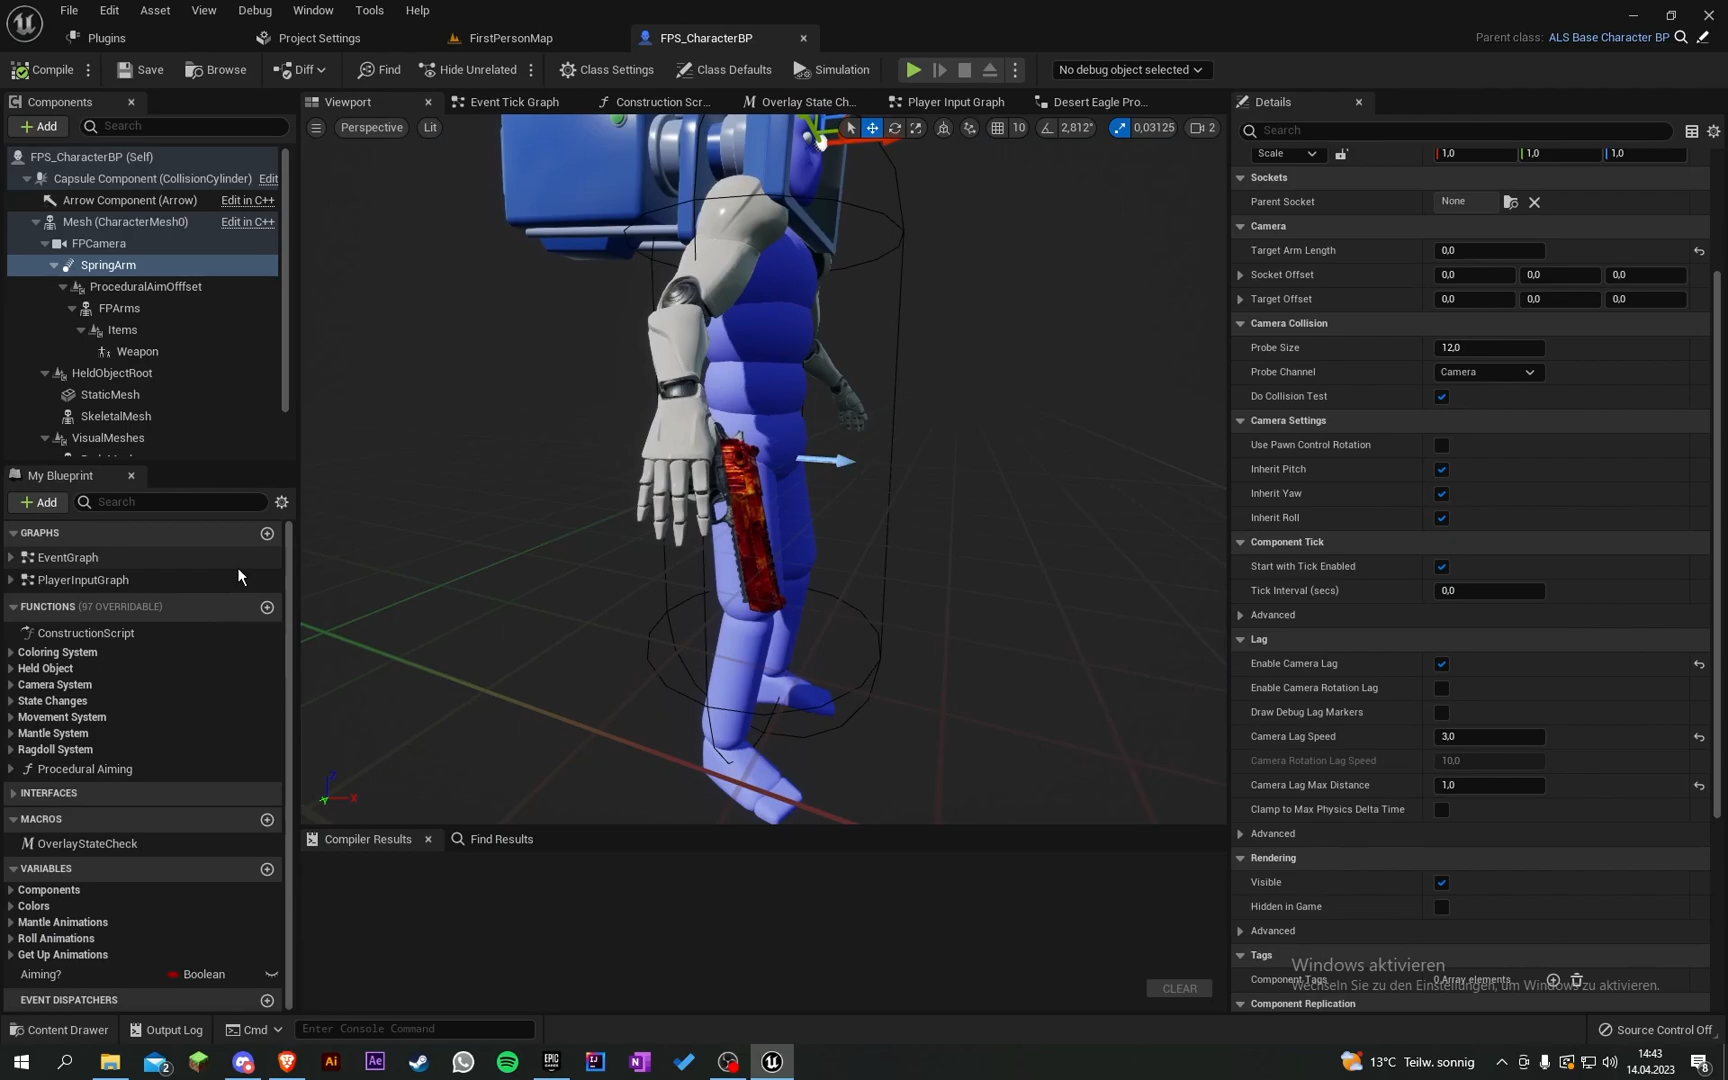 File Edit Asset View Debug Window Tools Help
Plugins Project Settings FirstPersonMap FPS_CharacterBP Parent class: ALS Base Character BP
Compile Save Browse Diff Find Hide Unrelated Class Settings Class Defaults Simulation No debug object selected
Components Viewport Event Tick Graph Construction Scr... Overlay State Ch... Player Input Graph Desert Eagle Pro... Details
Add Search Perspective Lit 10 2,812° 0,03125 2 Search
FPS_CharacterBP (Self)
Capsule Component (CollisionCylinder) Edit
Arrow Component (Arrow) Edit in C++
Mesh (CharacterMesh0) Edit in C++
FPCamera
SpringArm
ProceduralAimOfffset
FPArms
Items
Weapon
HeldObjectRoot
StaticMesh
SkeletalMesh
VisualMeshes
My Blueprint
Add Search
GRAPHS
EventGraph
PlayerInputGraph
FUNCTIONS (97 OVERRIDABLE)
ConstructionScript
Coloring System
Held Object
Camera System
State Changes
Movement System
Mantle System
Ragdoll System
Procedural Aiming
INTERFACES
MACROS
OverlayStateCheck
VARIABLES
Components
Colors
Mantle Animations
Roll Animations
Get Up Animations
Aiming? Boolean
EVENT DISPATCHERS
Z
X
Y
Compiler Results Find Results
CLEAR
Scale 1,0 1,0 1,0
Sockets
Parent Socket None
Camera
Target Arm Length 0,0
Socket Offset 0,0 0,0 0,0
Target Offset 0,0 0,0 0,0
Camera Collision
Probe Size 12,0
Probe Channel Camera
Do Collision Test
Camera Settings
Use Pawn Control Rotation
Inherit Pitch
Inherit Yaw
Inherit Roll
Component Tick
Start with Tick Enabled
Tick Interval (secs) 0,0
Advanced
Lag
Enable Camera Lag
Enable Camera Rotation Lag
Draw Debug Lag Markers
Camera Lag Speed 3,0
Camera Rotation Lag Speed 10,0
Camera Lag Max Distance 1,0
Clamp to Max Physics Delta Time
Advanced
Rendering
Visible
Hidden in Game
Advanced
Tags
Windows aktivieren
Component Tags 0 Array elements
Wechseln Sie zu den Einstellungen, um Windows zu aktivieren.
Component Replication
Content Drawer Output Log Cmd Enter Console Command Source Control Off
2 Ai Ae EPIC GAMES IJ N 13°C Teilw. sonnig 14:43
14.04.2023 8